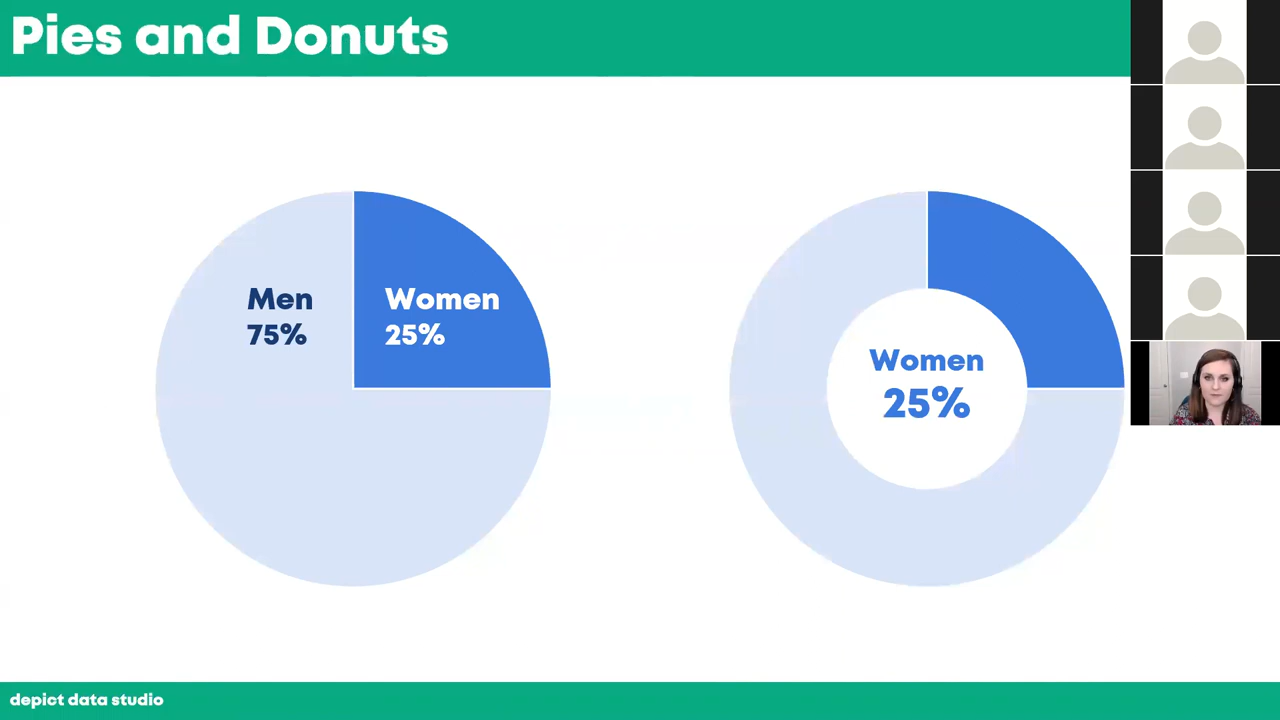 Pies and Donuts
Men
75%
Women
25%
Women
25%
depict data studio